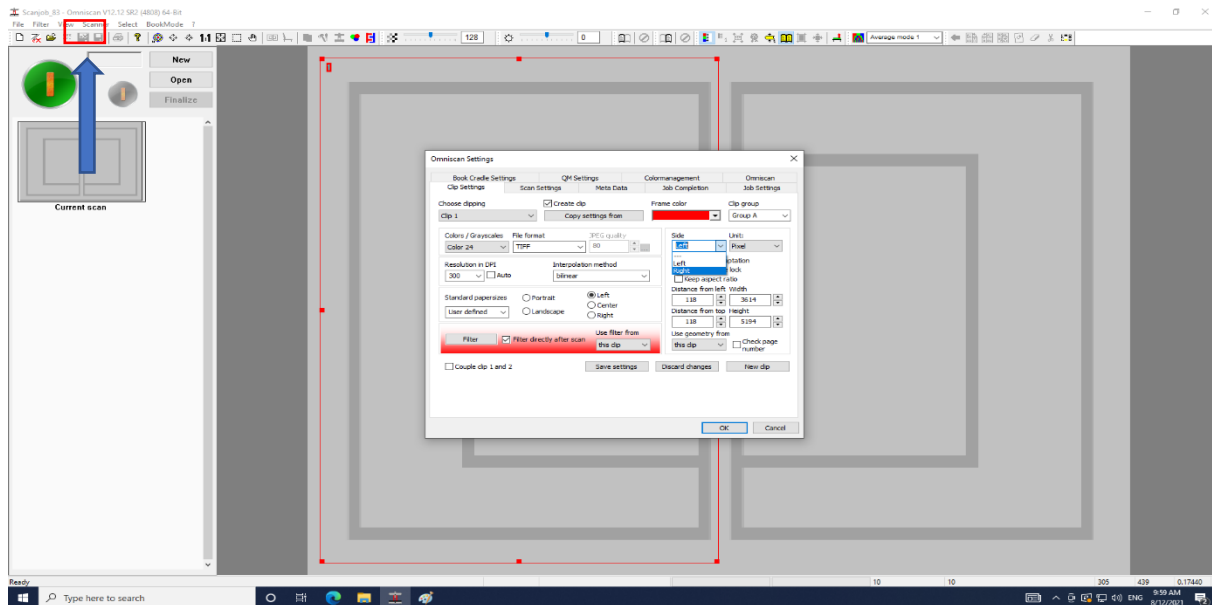 Scanjob_83 - Omniscan V12.12 SR2 (4808) 64-Bit
File Filter View Scanner Select BookMode ?
1:1 128 0 Average mode 1
New
Open
Finalize
Current scan
Omniscan Settings
Book Cradle Settings QM Settings Colormanagement Omniscan
Clip Settings Scan Settings Meta Data Job Completion Job Settings
Choose clipping Create clip Frame color Clip group
Clip 1 Copy settings from Group A
Colors / Grayscales File format JPEG quality Side Unit:
Color 24 TIFF 80 Left Pixel
---
Left ptation
Resolution in DPI Interpolation method Right lock
300 Auto bilinear Keep aspect ratio
Distance from left Width
Standard papersizes Portrait Left 118 3614
Center Distance from top Height
User defined Landscape Right 118 5194
Use filter from Use geometry from
Filter Filter directly after scan this clip this clip Check page number
Couple clip 1 and 2 Save settings Discard changes New clip
OK Cancel
Ready 10 10 305 439 0.17440
Type here to search ENG 9:59 AM
8/12/2021